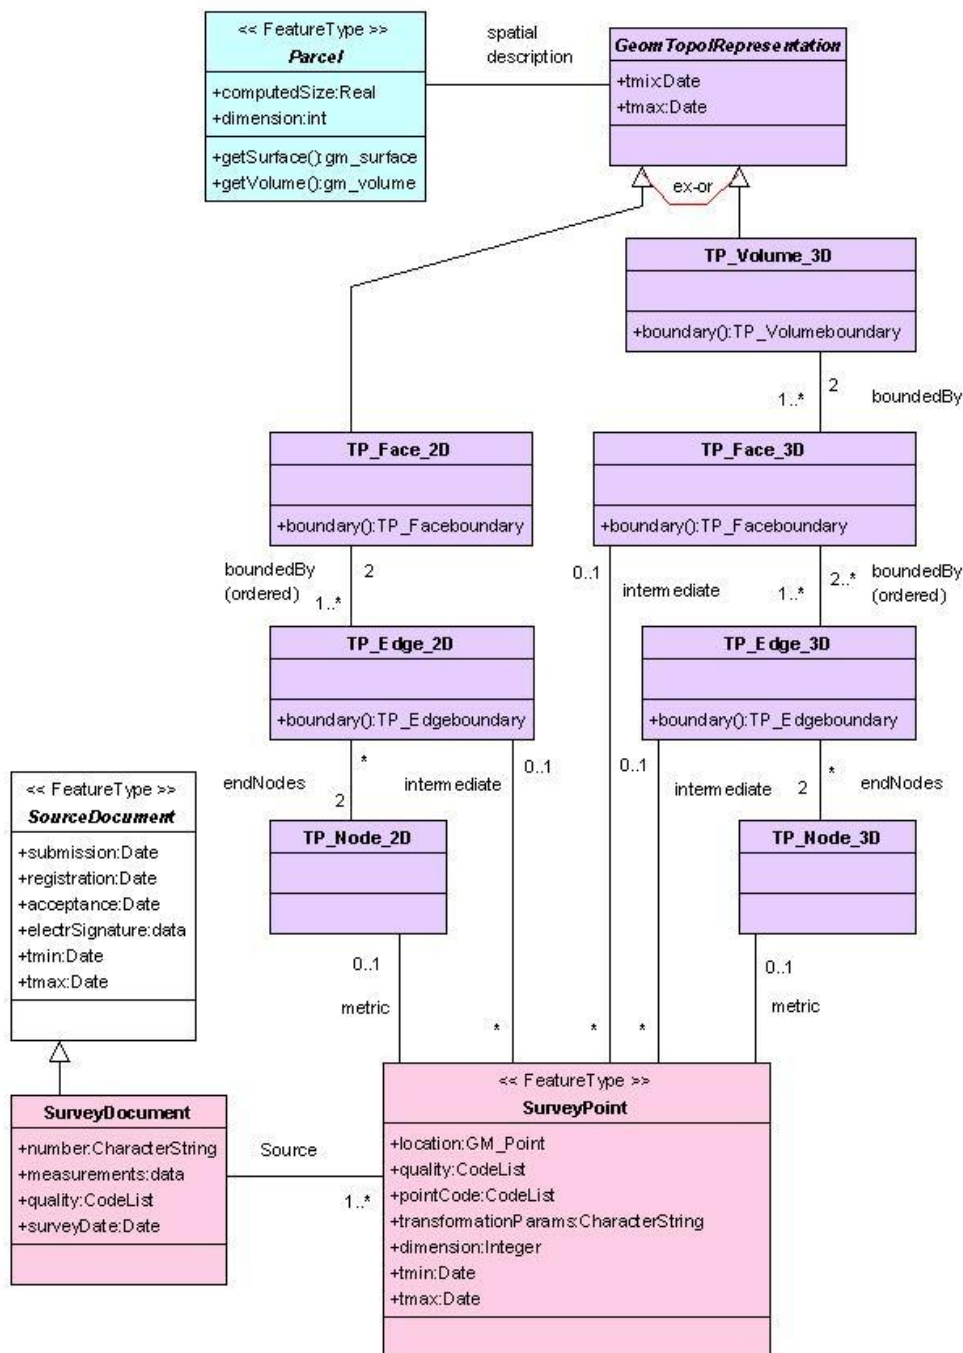 << FeatureType >>
Parcel
+computedSize:Real
+dimension:int
+getSurface():gm_surface
+getVolume():gm_volume
spatial
description
GeomTopolRepresentation
+tmix:Date
+tmax:Date
ex-or
TP_Volume_3D
+boundary():TP_Volumeboundary
1..*
2
boundedBy
TP_Face_2D
+boundary():TP_Faceboundary
TP_Face_3D
+boundary():TP_Faceboundary
boundedBy
(ordered)
2
1..*
0..1
intermediate
2..*
1..*
boundedBy
(ordered)
TP_Edge_2D
+boundary():TP_Edgeboundary
TP_Edge_3D
+boundary():TP_Edgeboundary
endNodes
*
2
intermediate
0..1
0..1
intermediate
*
2
endNodes
<< FeatureType >>
SourceDocument
+submission:Date
+registration:Date
+acceptance:Date
+electrSignature:data
+tmin:Date
+tmax:Date
TP_Node_2D
TP_Node_3D
0..1
metric
*
*
*
0..1
metric
SurveyDocument
+number:CharacterString
+measurements:data
+quality:CodeList
+surveyDate:Date
Source
1..*
<< FeatureType >>
SurveyPoint
+location:GM_Point
+quality:CodeList
+pointCode:CodeList
+transformationParams:CharacterString
+dimension:Integer
+tmin:Date
+tmax:Date